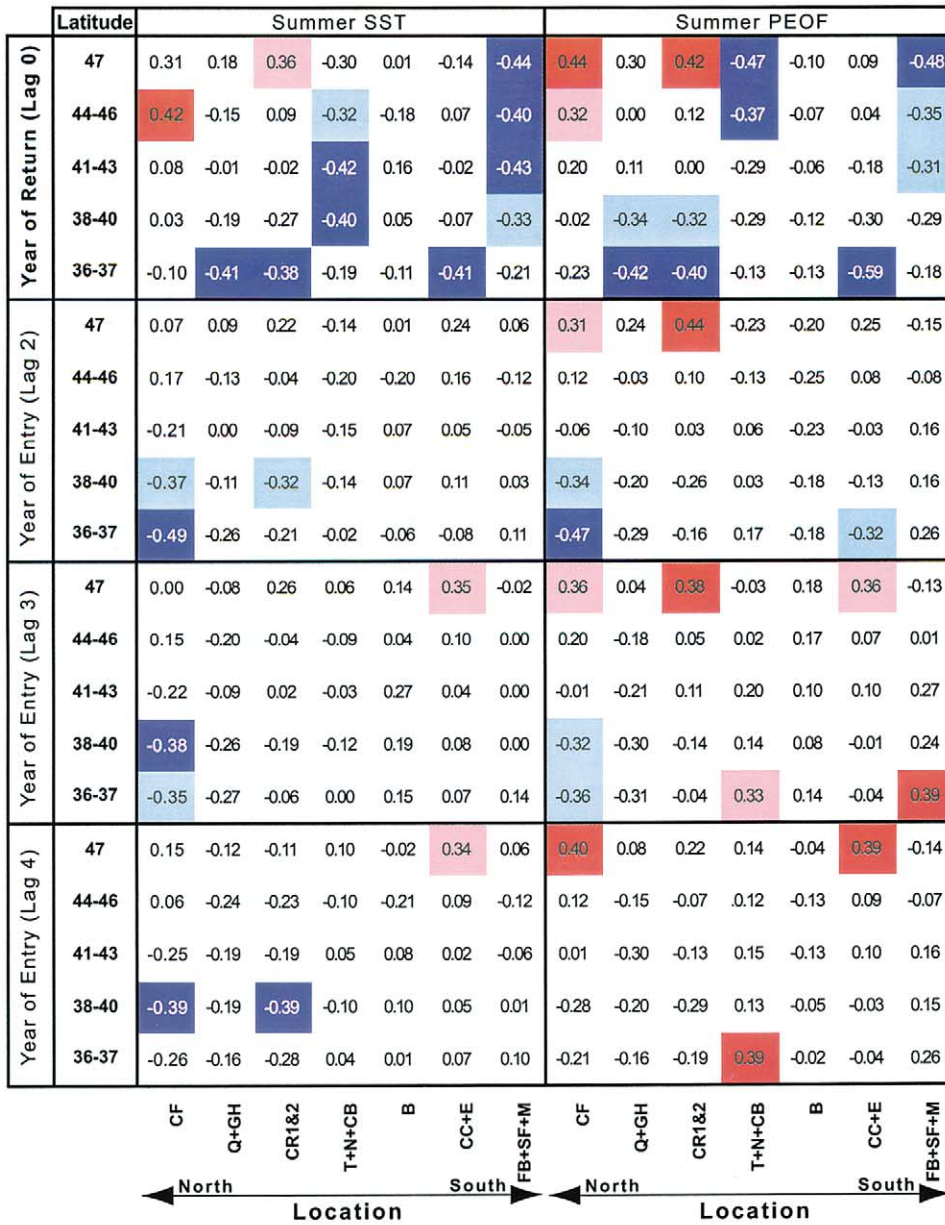 Latitude Summer SST Summer PEOF
Year of Return (Lag 0)
47 0.31 0.18 0.36 -0.30 0.01 -0.14 -0.44 0.44 0.30 0.42 -0.47 -0.10 0.09 -0.48
44-46 0.42 -0.15 0.09 -0.32 -0.18 0.07 -0.40 0.32 0.00 0.12 -0.37 -0.07 0.04 -0.35
41-43 0.08 -0.01 -0.02 -0.42 0.16 -0.02 -0.43 0.20 0.11 0.00 -0.29 -0.06 -0.18 -0.31
38-40 0.03 -0.19 -0.27 -0.40 0.05 -0.07 -0.33 -0.02 -0.34 -0.32 -0.29 -0.12 -0.30 -0.29
36-37 -0.10 -0.41 -0.38 -0.19 -0.11 -0.41 -0.21 -0.23 -0.42 -0.40 -0.13 -0.13 -0.59 -0.18
Year of Entry (Lag 2)
47 0.07 0.09 0.22 -0.14 0.01 0.24 0.06 0.31 0.24 0.44 -0.23 -0.20 0.25 -0.15
44-46 0.17 -0.13 -0.04 -0.20 -0.20 0.16 -0.12 0.12 -0.03 0.10 -0.13 -0.25 0.08 -0.08
41-43 -0.21 0.00 -0.09 -0.15 0.07 0.05 -0.05 -0.06 -0.10 0.03 0.06 -0.23 -0.03 0.16
38-40 -0.37 -0.11 -0.32 -0.14 0.07 0.11 0.03 -0.34 -0.20 -0.26 0.03 -0.18 -0.13 0.16
36-37 -0.49 -0.26 -0.21 -0.02 -0.06 -0.08 0.11 -0.47 -0.29 -0.16 0.17 -0.18 -0.32 0.26
Year of Entry (Lag 3)
47 0.00 -0.08 0.26 0.06 0.14 0.35 -0.02 0.36 0.04 0.38 -0.03 0.18 0.36 -0.13
44-46 0.15 -0.20 -0.04 -0.09 0.04 0.10 0.00 0.20 -0.18 0.05 0.02 0.17 0.07 0.01
41-43 -0.22 -0.09 0.02 -0.03 0.27 0.04 0.00 -0.01 -0.21 0.11 0.20 0.10 0.10 0.27
38-40 -0.38 -0.26 -0.19 -0.12 0.19 0.08 0.00 -0.32 -0.30 -0.14 0.14 0.08 -0.01 0.24
36-37 -0.35 -0.27 -0.06 0.00 0.15 0.07 0.14 -0.36 -0.31 -0.04 0.33 0.14 -0.04 0.39
Year of Entry (Lag 4)
47 0.15 -0.12 -0.11 0.10 -0.02 0.34 0.06 0.40 0.08 0.22 0.14 -0.04 0.39 -0.14
44-46 0.06 -0.24 -0.23 -0.10 -0.21 0.09 -0.12 0.12 -0.15 -0.07 0.12 -0.13 0.09 -0.07
41-43 -0.25 -0.19 -0.19 0.05 0.08 0.02 -0.06 0.01 -0.30 -0.13 0.15 -0.13 0.10 0.16
38-40 -0.39 -0.19 -0.39 -0.10 0.10 0.05 0.01 -0.28 -0.20 -0.29 0.13 -0.05 -0.03 0.15
36-37 -0.26 -0.16 -0.28 0.04 0.01 0.07 0.10 -0.21 -0.16 -0.19 0.39 -0.02 -0.04 0.26
CF Q+GH CR1&2 T+N+CB B CC+E FB+SF+M CF Q+GH CR1&2 T+N+CB B CC+E FB+SF+M
North South North South
Location Location